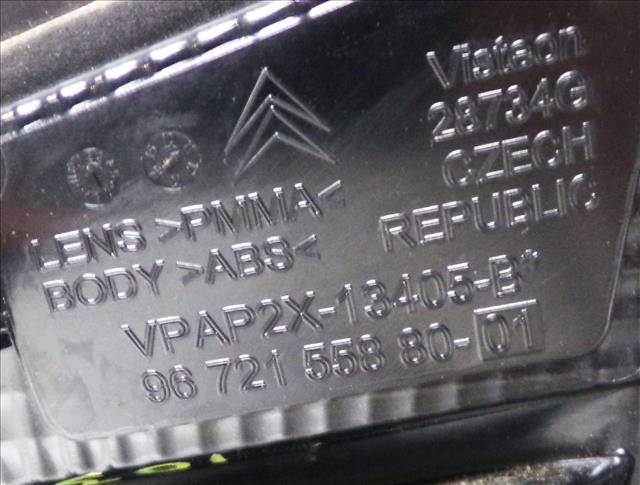 Visteon
28734G
CZECH
REPUBLIC
LENS >PMMA<
BODY >ABS<
VPAP2X-13405-B*
96 721 558 80-01